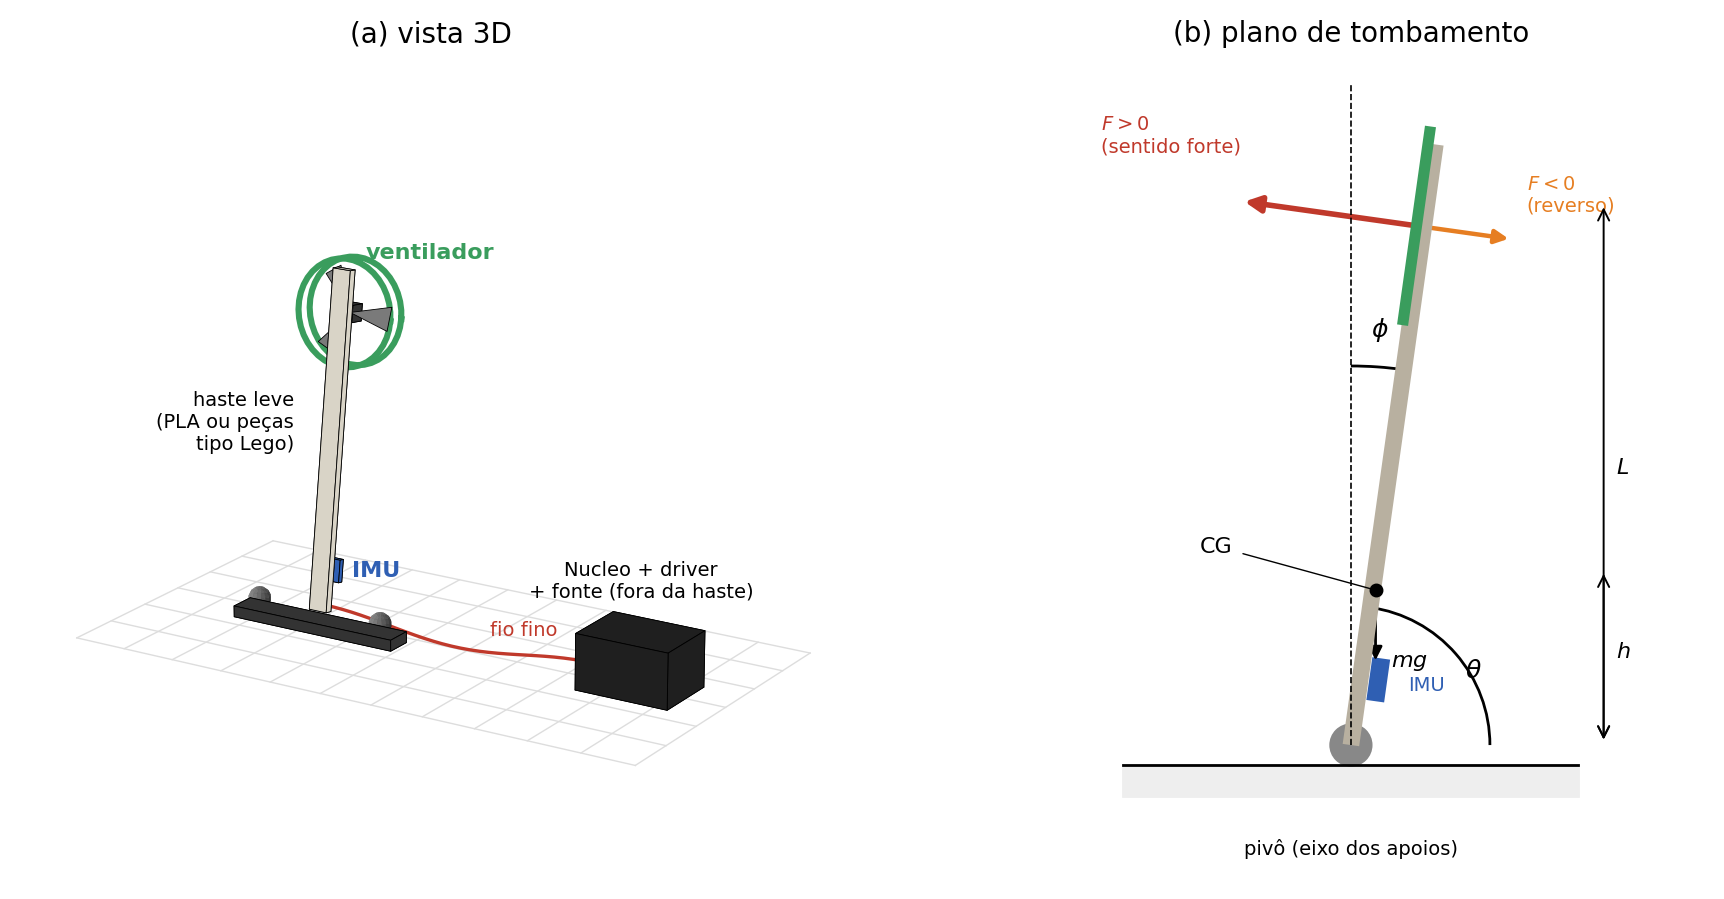 (a) vista 3D
ventilador
haste leve
(PLA ou peças
tipo Lego)
IMU
Nucleo + driver
+ fonte (fora da haste)
fio fino
(b) plano de tombamento
F > 0
(sentido forte)
F < 0
(reverso)
ϕ
L
CG
h
mg
θ
IMU
pivô (eixo dos apoios)